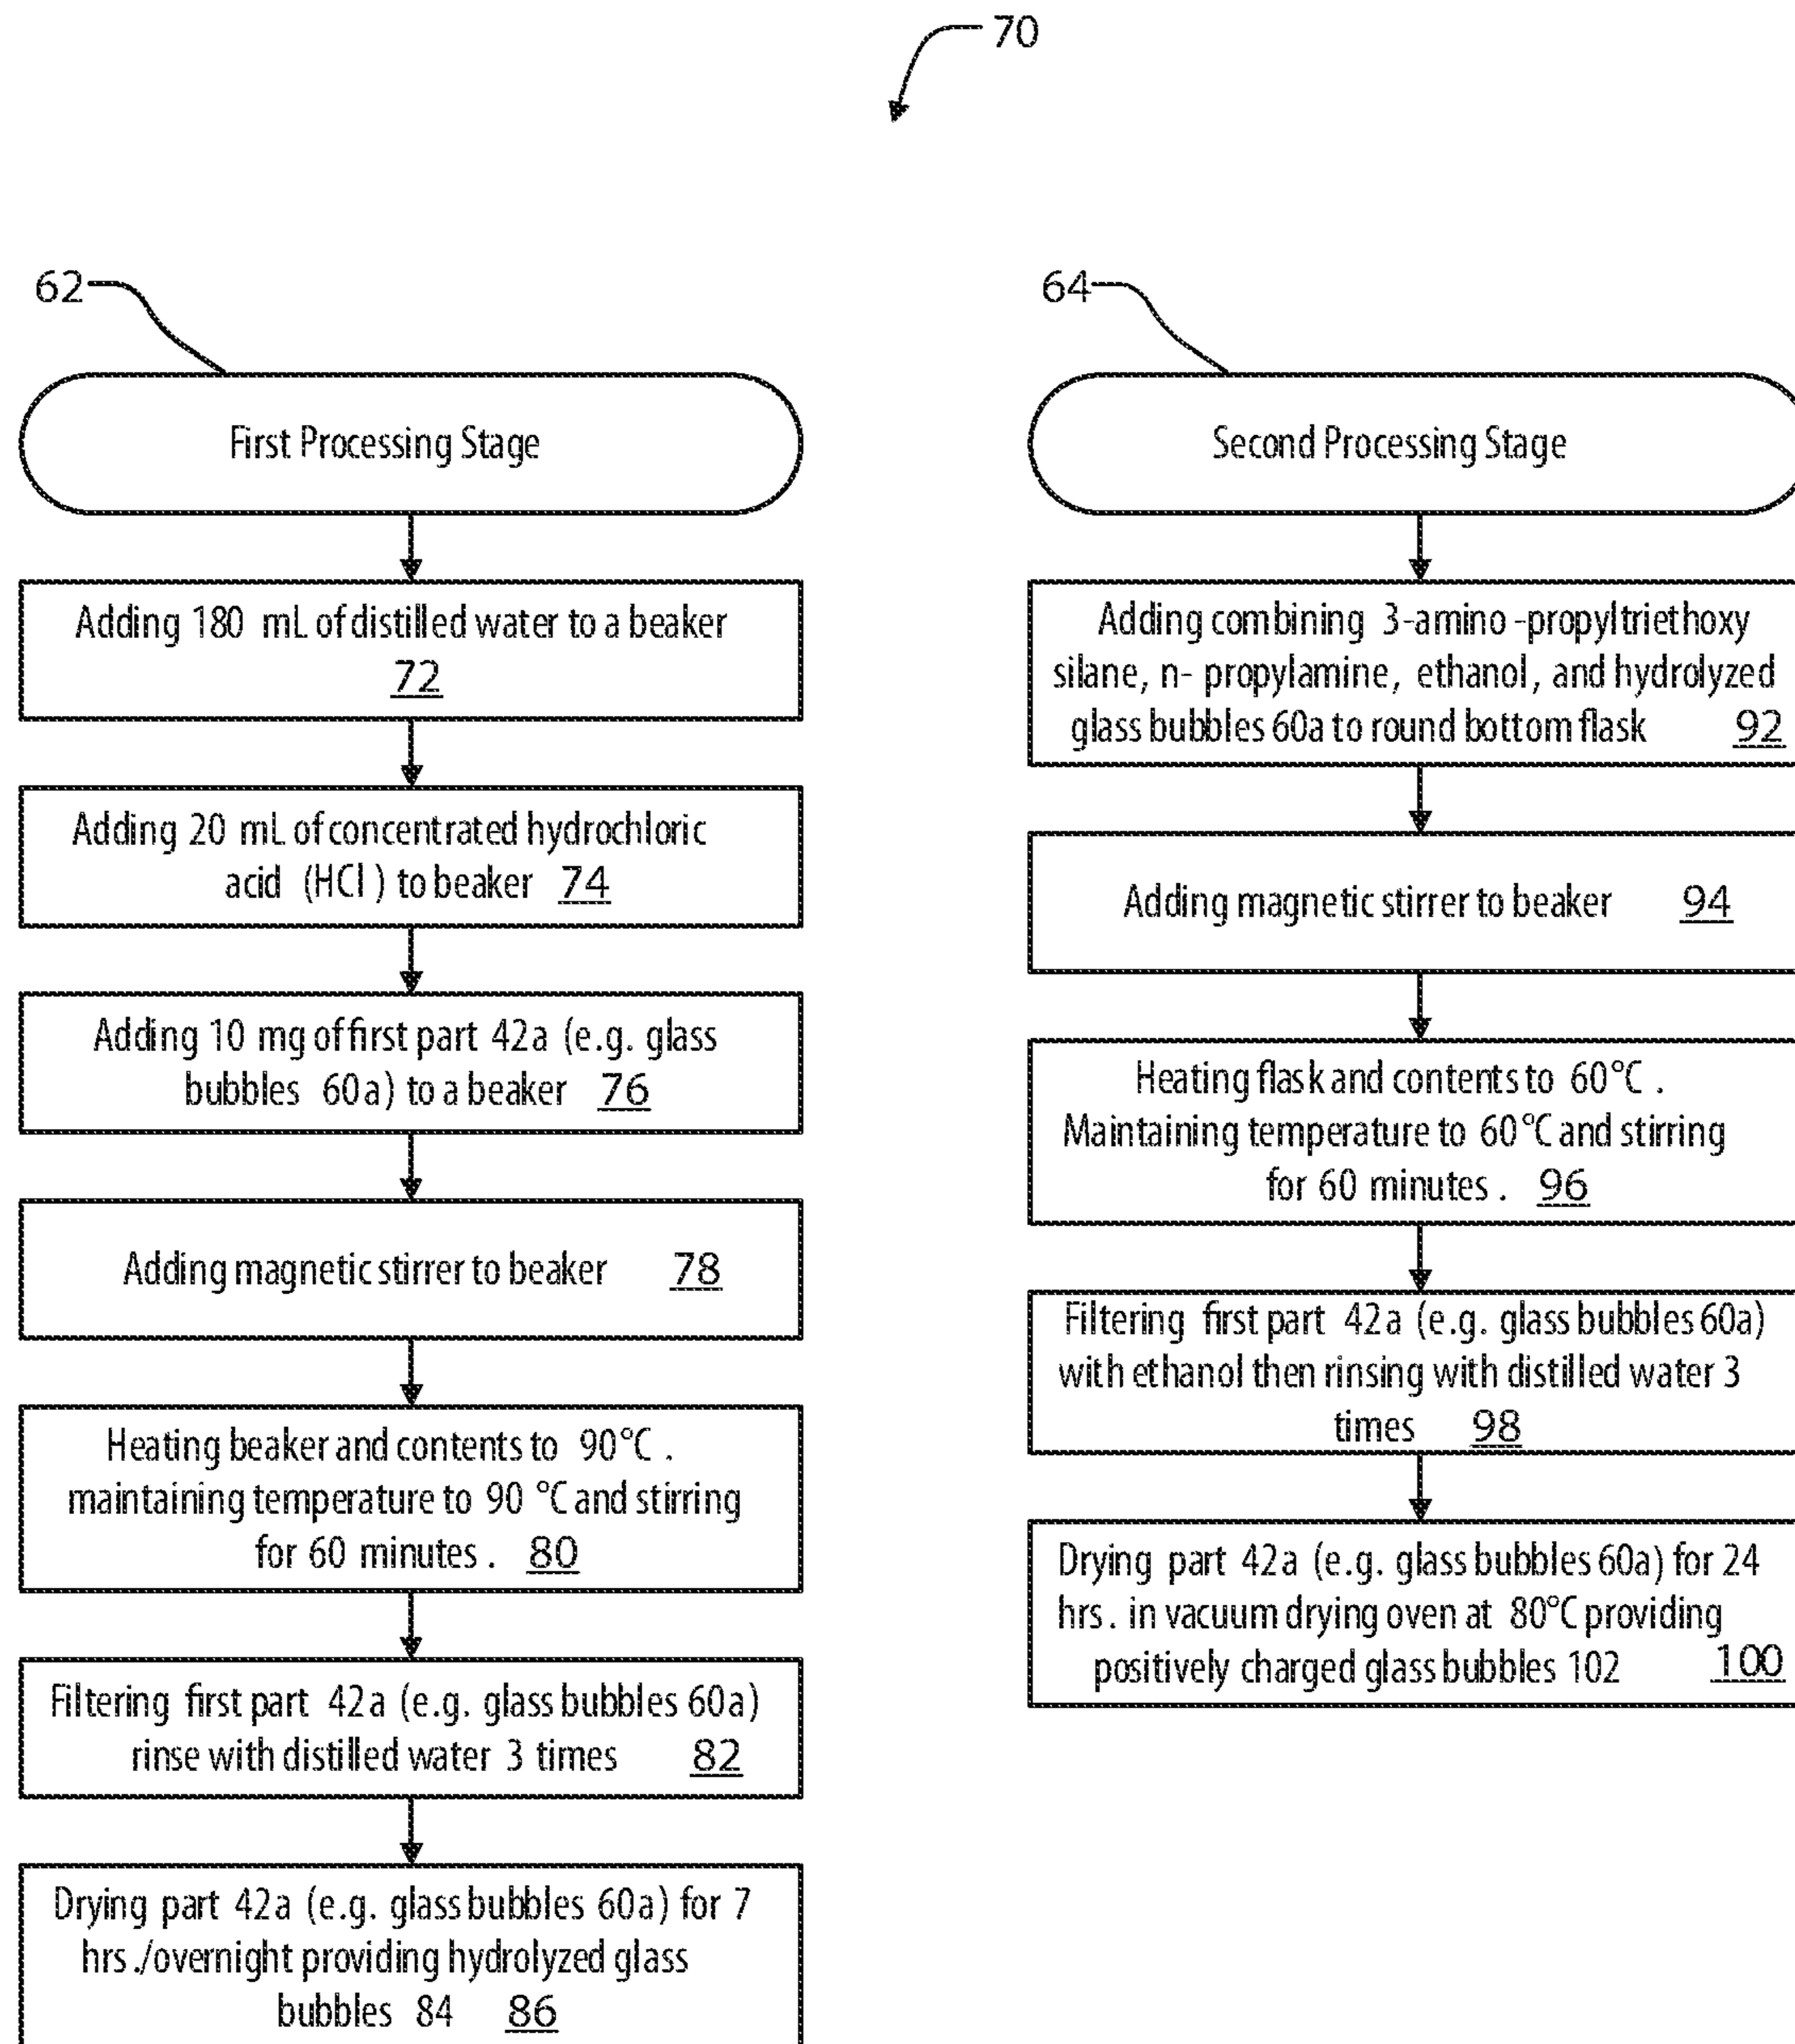 70
62
First Processing Stage
Adding 180 mL of distilled water to a beaker
72
Adding 20 mL of concentrated hydrochloric
acid (HCl) to beaker 74
Adding 10 mg of first part 42a (e.g. glass
bubbles 60a) to a beaker 76
Adding magnetic stirrer to beaker 78
Heating beaker and contents to 90°C.
maintaining temperature to 90 °C and stirring
for 60 minutes. 80
Filtering first part 42a (e.g. glass bubbles 60a)
rinse with distilled water 3 times 82
Drying part 42a (e.g. glass bubbles 60a) for 7
hrs./overnight providing hydrolyzed glass
bubbles 84 86
64
Second Processing Stage
Adding combining 3-amino-propyltriethoxy
silane, n- propylamine, ethanol, and hydrolyzed
glass bubbles 60a to round bottom flask 92
Adding magnetic stirrer to beaker 94
Heating flask and contents to 60°C.
Maintaining temperature to 60°C and stirring
for 60 minutes. 96
Filtering first part 42a (e.g. glass bubbles 60a)
with ethanol then rinsing with distilled water 3
times 98
Drying part 42a (e.g. glass bubbles 60a) for 24
hrs. in vacuum drying oven at 80°C providing
positively charged glass bubbles 102 100